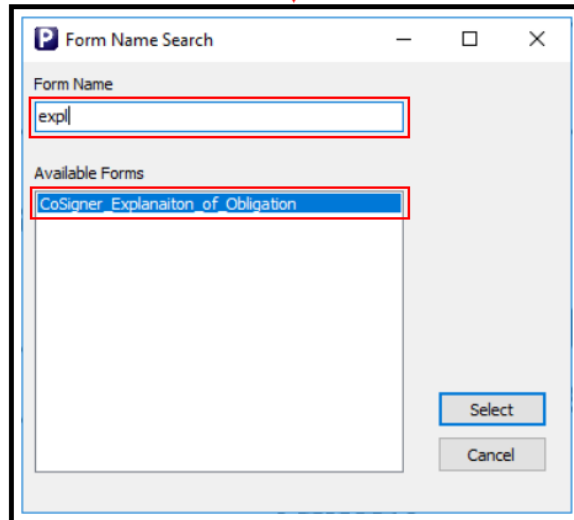 Form Name Search
Form Name
expl
Available Forms
CoSigner_Explanaiton_of_Obligation
Select
Cancel